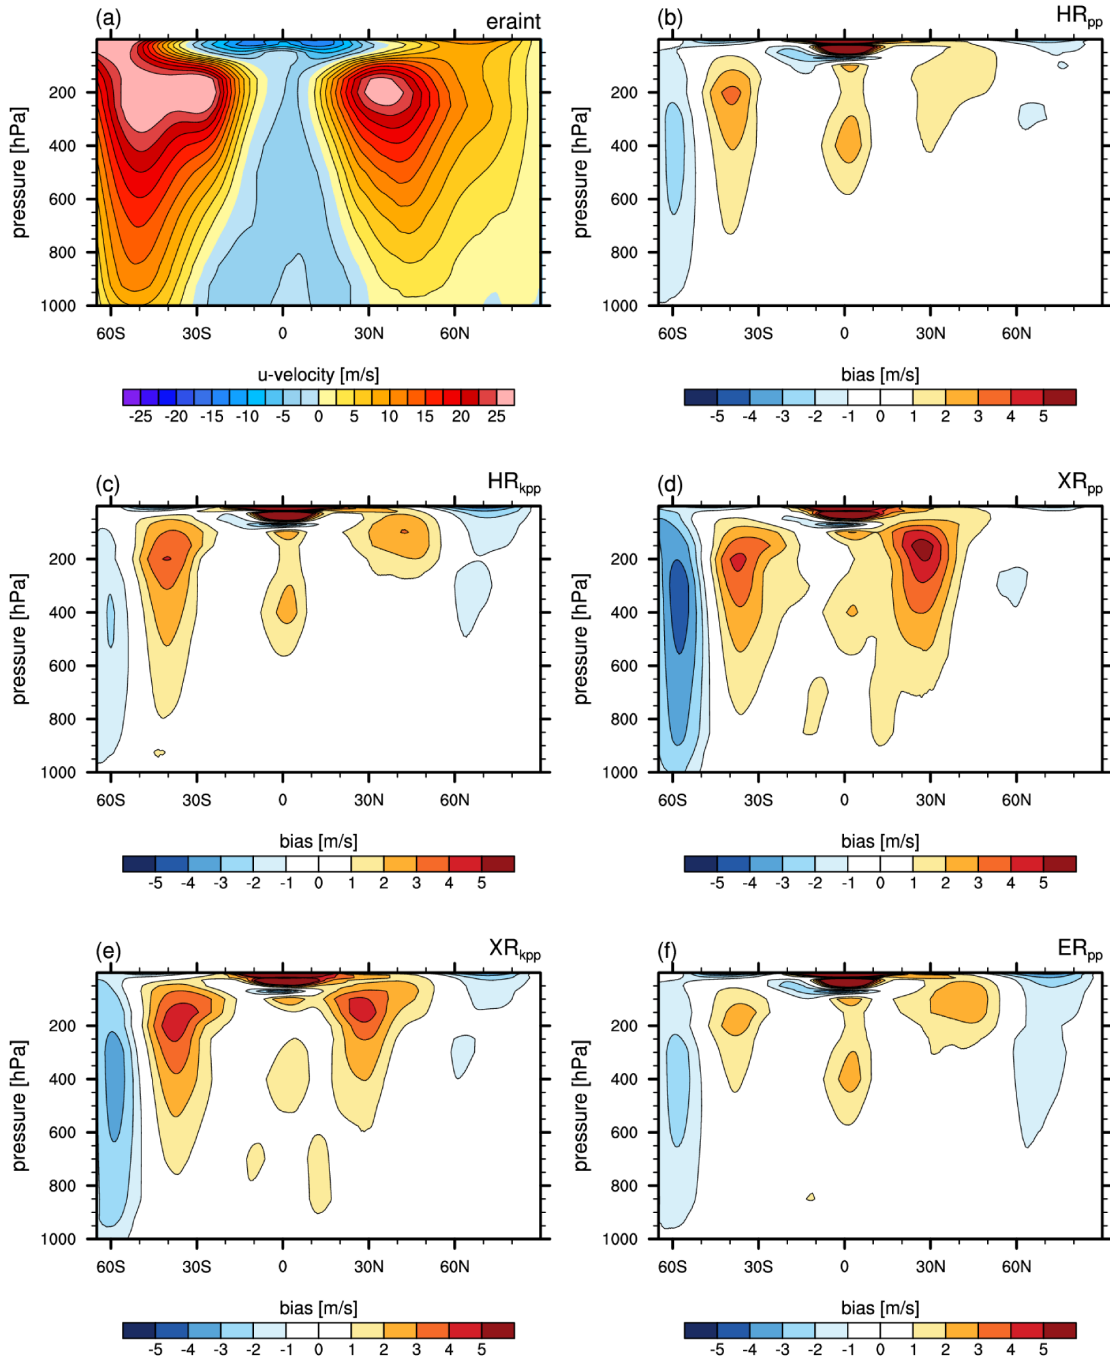 (a) eraint
pressure [hPa]
200
400
600
800
1000
60S 30S 0 30N 60N
u-velocity [m/s]
-25 -20 -15 -10 -5 0 5 10 15 20 25
(b) HRpp
pressure [hPa]
200
400
600
800
1000
60S 30S 0 30N 60N
bias [m/s]
-5 -4 -3 -2 -1 0 1 2 3 4 5
(c) HRkpp
pressure [hPa]
200
400
600
800
1000
60S 30S 0 30N 60N
bias [m/s]
-5 -4 -3 -2 -1 0 1 2 3 4 5
(d) XRpp
pressure [hPa]
200
400
600
800
1000
60S 30S 0 30N 60N
bias [m/s]
-5 -4 -3 -2 -1 0 1 2 3 4 5
(e) XRkpp
pressure [hPa]
200
400
600
800
1000
60S 30S 0 30N 60N
bias [m/s]
-5 -4 -3 -2 -1 0 1 2 3 4 5
(f) ERpp
pressure [hPa]
200
400
600
800
1000
60S 30S 0 30N 60N
bias [m/s]
-5 -4 -3 -2 -1 0 1 2 3 4 5